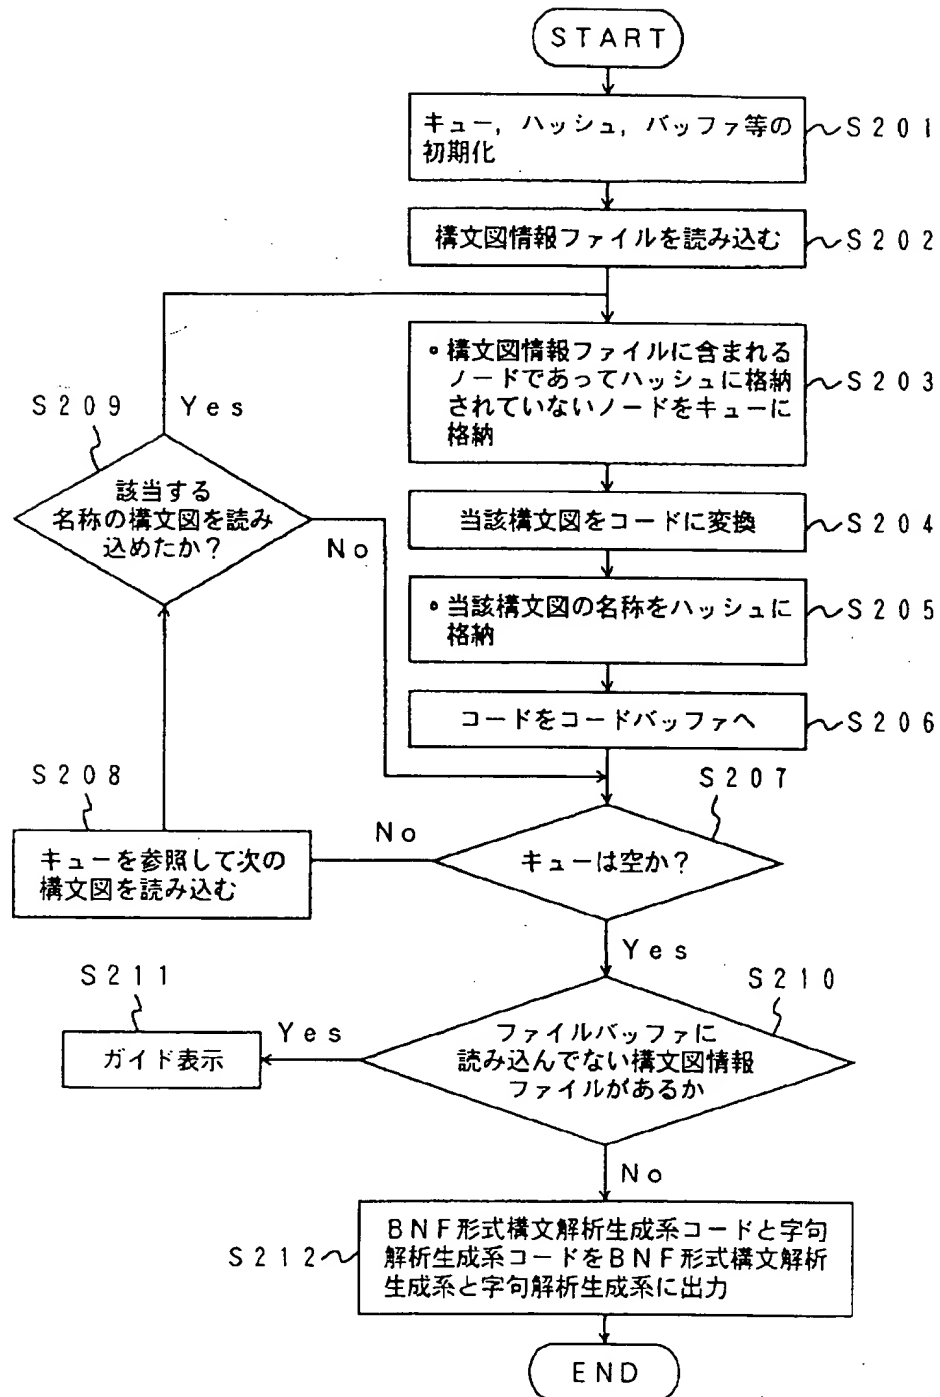 START
キュー，ハッシュ，バッファ等の
初期化
S201
構文図情報ファイルを読み込む
S202
・構文図情報ファイルに含まれる
ノードであってハッシュに格納
されていないノードをキューに
格納
S203
S209
Yes
該当する
名称の構文図を読み
込めたか？
No
当該構文図をコードに変換
S204
・当該構文図の名称をハッシュに
格納
S205
コードをコードバッファへ
S206
S207
キューは空か？
No
S208
キューを参照して次の
構文図を読み込む
Yes
S210
ファイルバッファに
読み込んでない構文図情報
ファイルがあるか
Yes
S211
ガイド表示
No
BNF形式構文解析生成系コードと字句
解析生成系コードをBNF形式構文解析
生成系と字句解析生成系に出力
S212
END